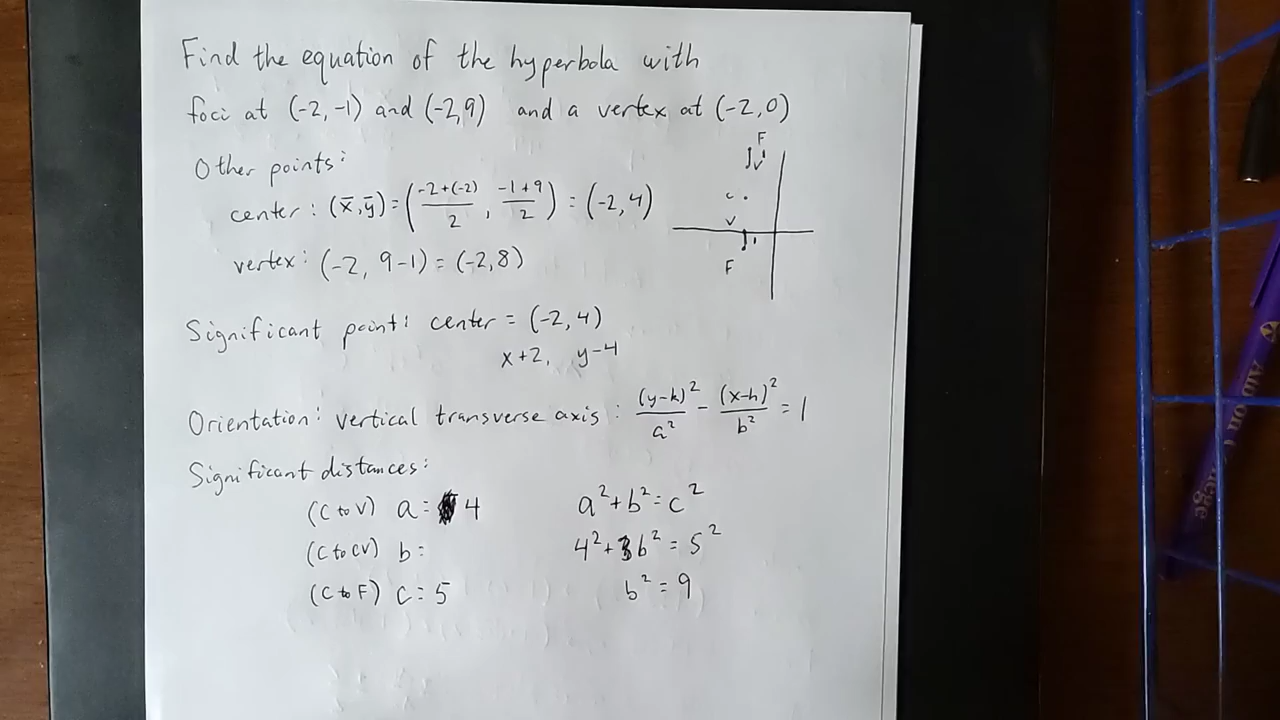 Find the equation of the hyperbola with
foci at (-2,-1) and (-2,9) and a vertex at (-2,0)
Other points:
center: (x̄,ȳ)=((-2+(-2))/2, (-1+9)/2) = (-2,4)
vertex: (-2, 9-1) = (-2,8)
F
V
C
V
F
Significant point: center = (-2,4)
x+2, y-4
Orientation: vertical transverse axis: (y-k)²/a² - (x-h)²/b² = 1
Significant distances:
(C to V) a = 4
a²+b²=c²
(C to CV) b =
4²+b²=5²
(C to F) c = 5
b²=9